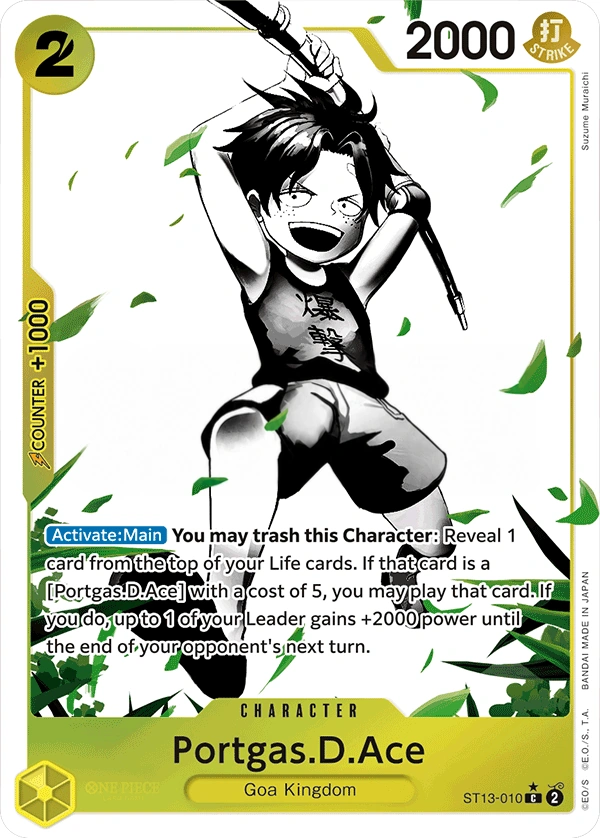 2
2000
打
STRIKE
Suzume Muraichi
COUNTER +1000
爆撃
Activate:Main You may trash this Character: Reveal 1
card from the top of your Life cards. If that card is a
[Portgas.D.Ace] with a cost of 5, you may play that card. If
you do, up to 1 of your Leader gains +2000 power until
the end of your opponent's next turn.
CHARACTER
Portgas.D.Ace
ONE PIECE
Goa Kingdom
ST13-010 ★ C 2
©E.O/S ©E.O./S., T.A. BANDAI MADE IN JAPAN